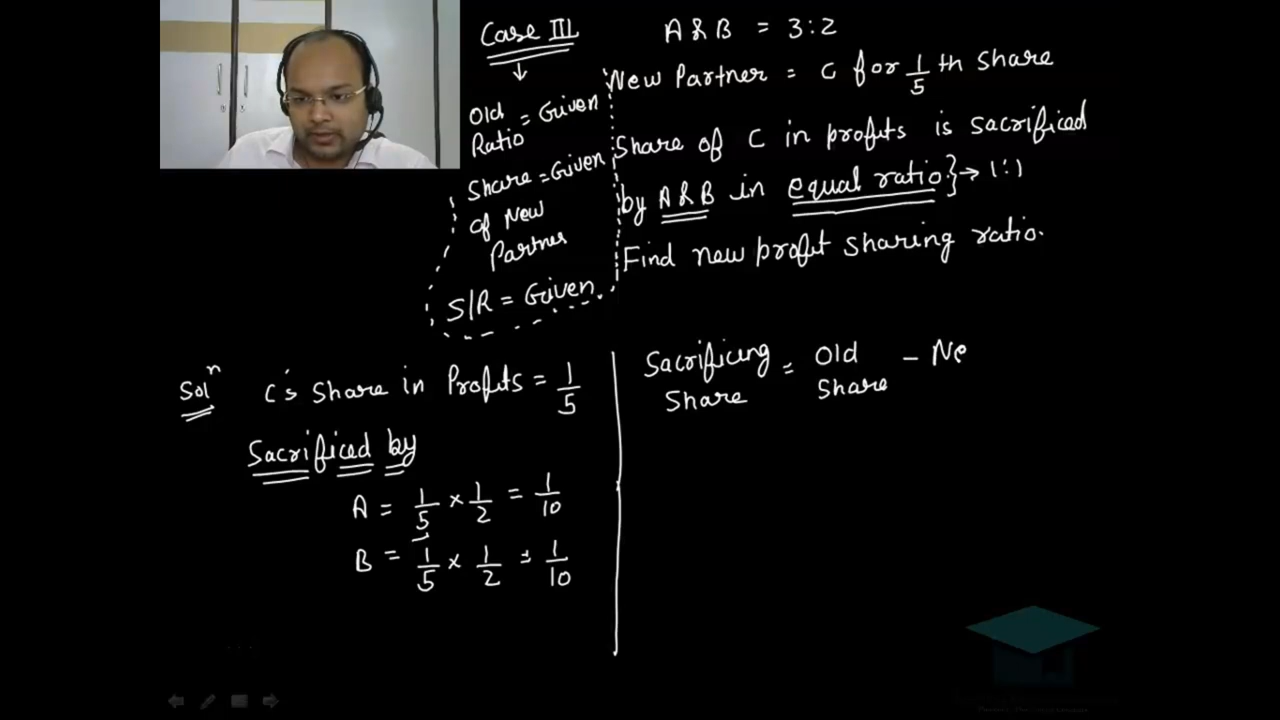 Case III
Old
Ratio = Given
Share = Given
of New
Partner
S/R = Given
A & B = 3:2
New Partner = C for 1/5 th share
Share of C in profits is sacrificed
by A & B in equal ratio} → 1:1
Find new profit sharing ratio.
Solⁿ
C's Share in Profits = 1/5
Sacrificed by
A = 1/5 × 1/2 = 1/10
B = 1/5 × 1/2 = 1/10
Sacrificing = Old - Ne
Share Share